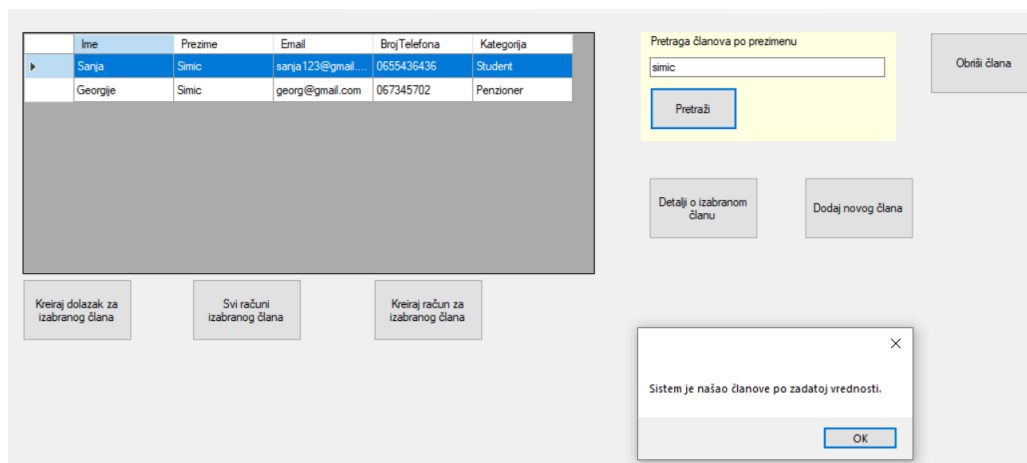 Ime Prezime Email BrojTelefona Kategorija
Sanja Simic sanja123@gmail.... 0655436436 Student
Georgije Simic georg@gmail.com 067345702 Penzioner
Pretraga članova po prezimenu
simic
Pretraži
Obriši člana
Detalji o izabranom
članu
Dodaj novog člana
Kreiraj dolazak za
izabranog člana
Svi računi
izabranog člana
Kreiraj račun za
izabranog člana
Sistem je našao članove po zadatoj vrednosti.
OK